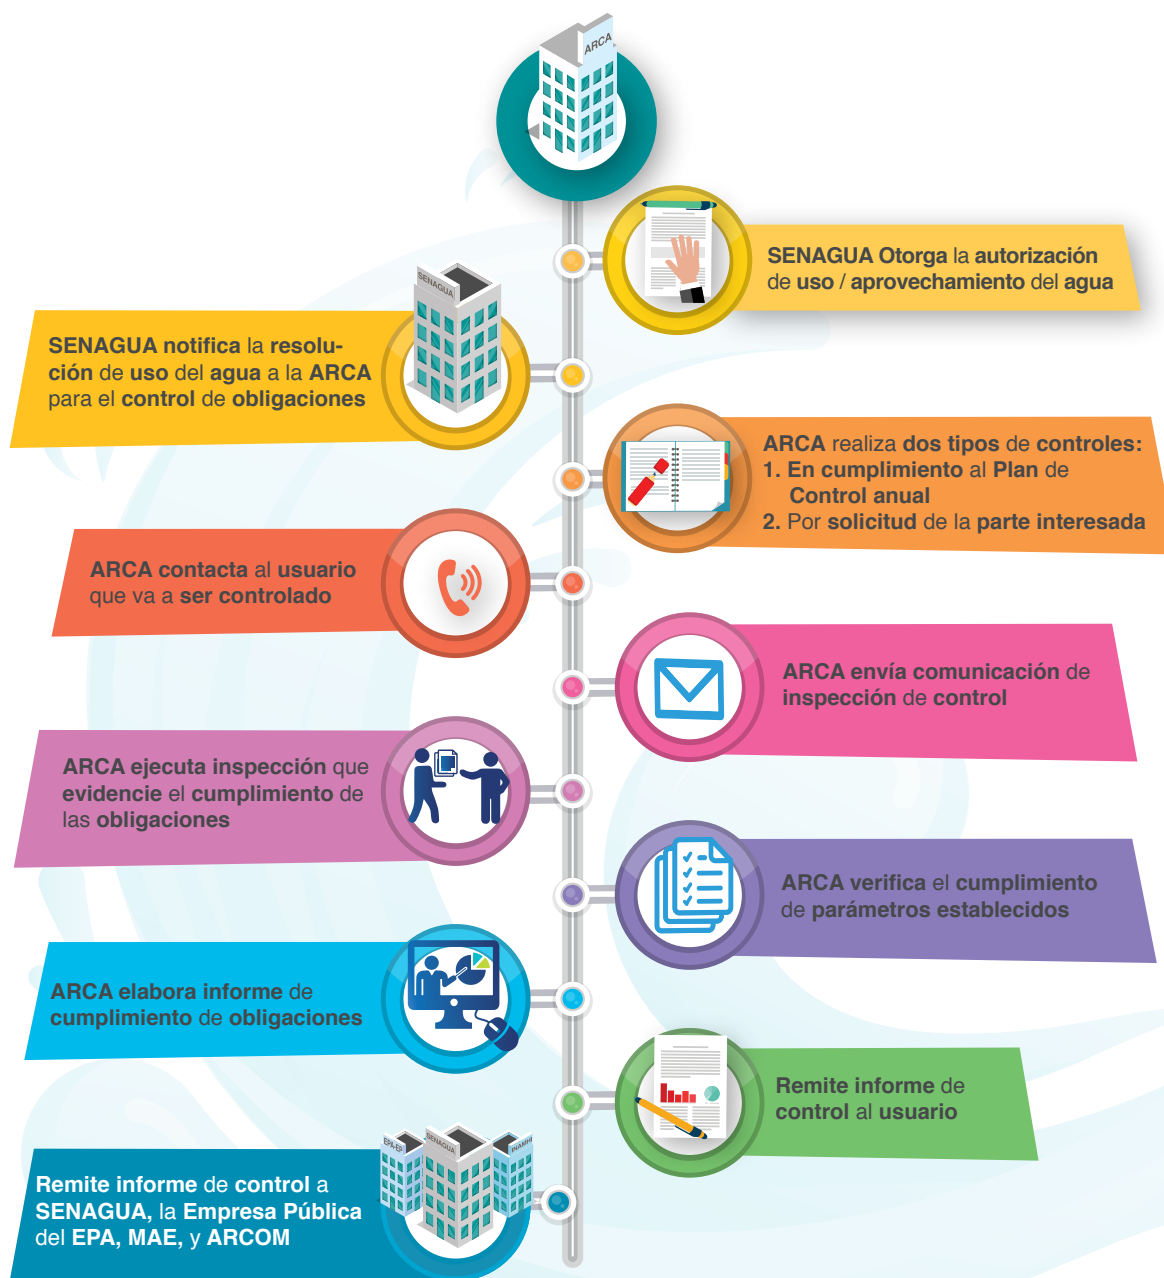 ARCA
SENAGUA Otorga la autorización
de uso / aprovechamiento del agua
SENAGUA
SENAGUA notifica la resolu-
ción de uso del agua a la ARCA
para el control de obligaciones
ARCA realiza dos tipos de controles:
1. En cumplimiento al Plan de
Control anual
2. Por solicitud de la parte interesada
ARCA contacta al usuario
que va a ser controlado
ARCA envía comunicación de
inspección de control
ARCA ejecuta inspección que
evidencie el cumplimiento de
las obligaciones
ARCA verifica el cumplimiento
de parámetros establecidos
ARCA elabora informe de
cumplimiento de obligaciones
Remite informe de
control al usuario
EPA-EP
SENAGUA
INAMHI
Remite informe de control a
SENAGUA, la Empresa Pública
del EPA, MAE, y ARCOM